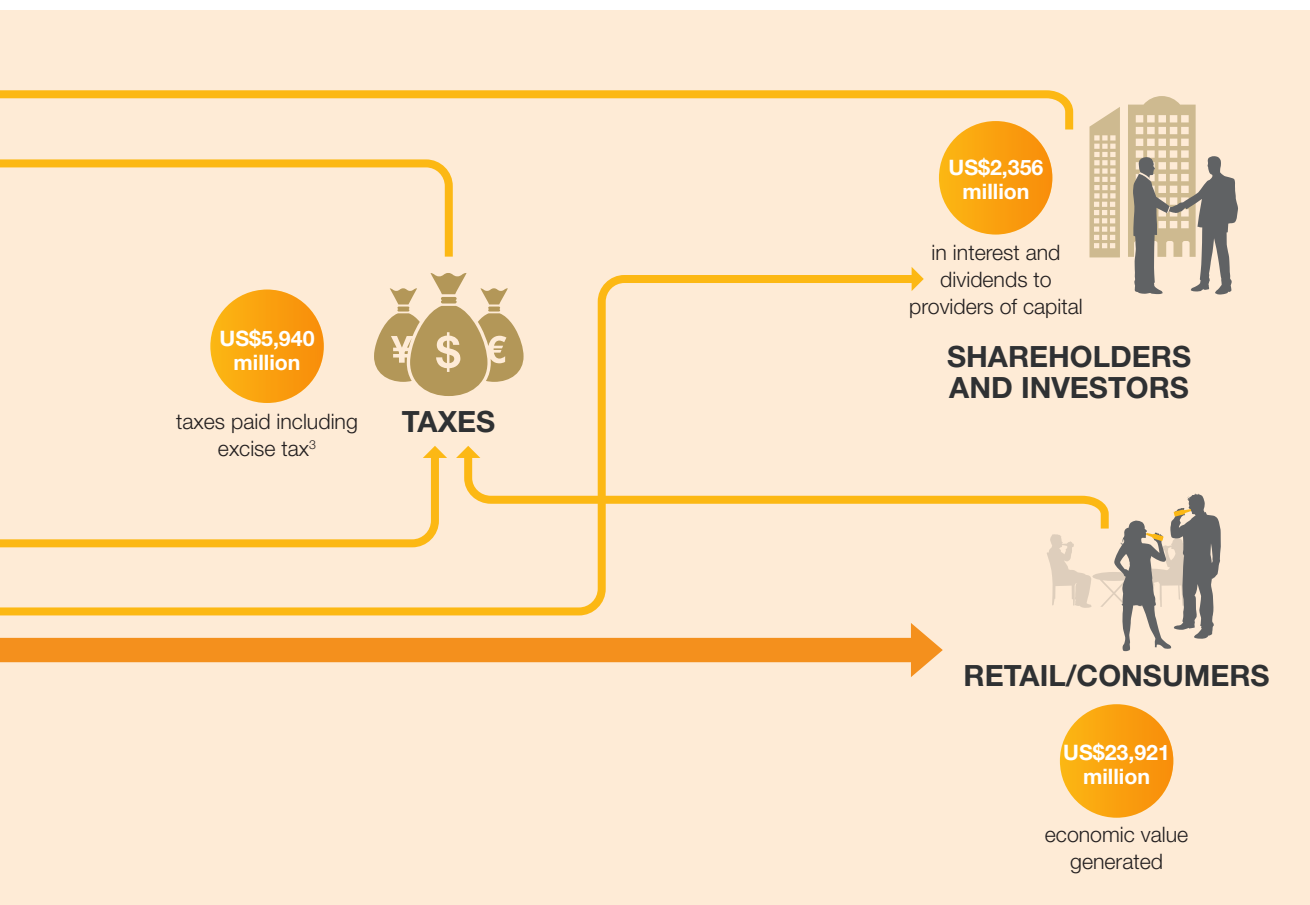 US$2,356
million
in interest and
dividends to
providers of capital
SHAREHOLDERS
AND INVESTORS
US$5,940
million
taxes paid including
excise tax³
¥
$
€
TAXES
RETAIL/CONSUMERS
US$23,921
million
economic value
generated